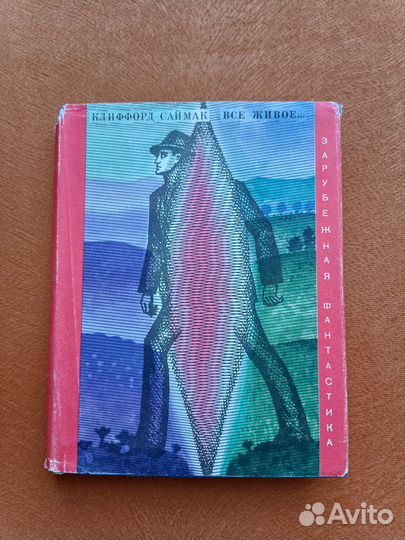 КЛИФФОРД САЙМАК ВСЕ ЖИВОЕ...
ЗАРУБЕЖНАЯ ФАНТАСТИКА
Avito